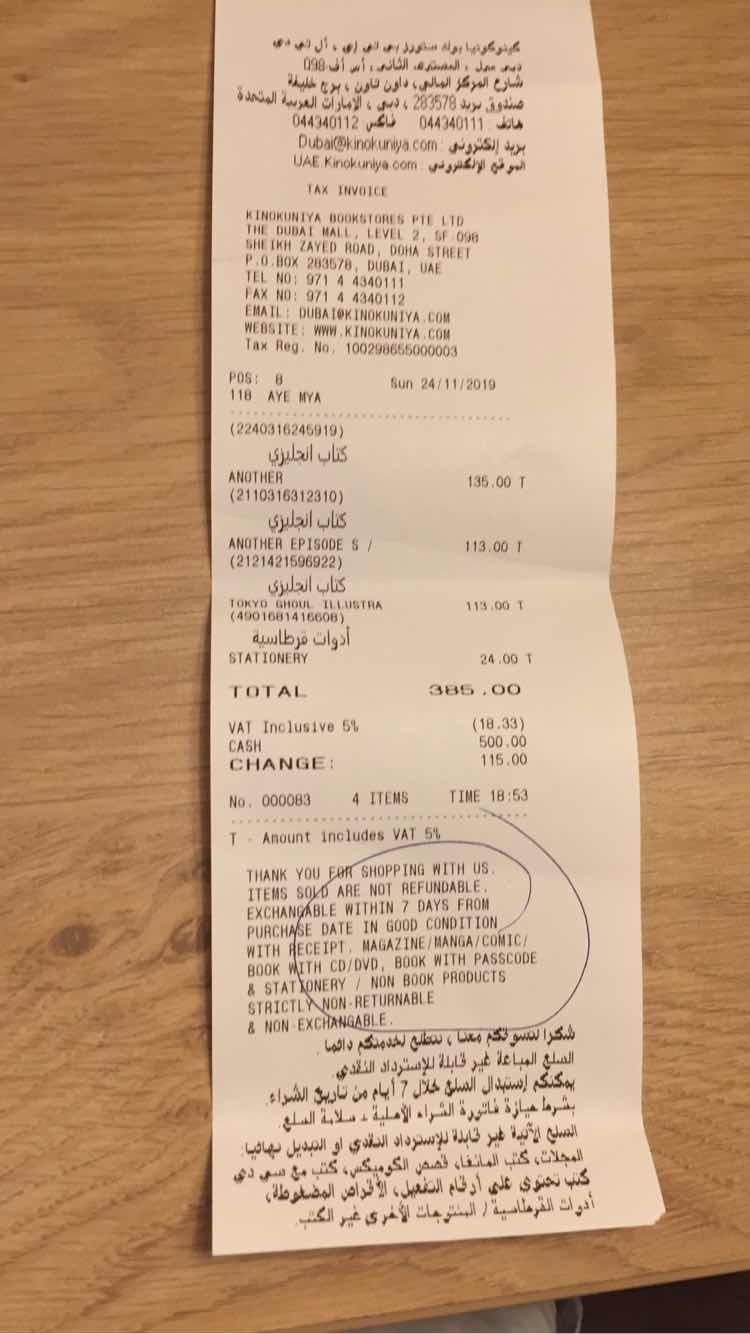 كينوكونيا بوك ستورز بي تي إي ، أل تي دي
دبي مول ، المستوى الثاني ، أس أف 098
شارع المركز المالي، داون تاون ، برج خليفة
صندوق بريد 283578 ، دبي ، الإمارات العربية المتحدة
هاتف : 044340111 فاكس 044340112
بريد إلكتروني : Dubai@kinokuniya.com
الموقع الإلكتروني : UAE Kinokuniya.com
TAX INVOICE
KINOKUNIYA BOOKSTORES PTE LTD
THE DUBAI MALL, LEVEL 2, SF 098
SHEIKH ZAYED ROAD, DOHA STREET
P.O.BOX 283578, DUBAI, UAE
TEL NO: 971 4 4340111
FAX NO: 971 4 4340112
EMAIL: DUBAI@KINOKUNIYA.COM
WEBSITE: WWW.KINOKUNIYA.COM
Tax Reg. No. 100298655000003
POS: 8 Sun 24/11/2019
118 AYE MYA
(2240316245919)
كتاب انجليزي
ANOTHER 135.00 T
(2110316312310)
كتاب انجليزي
ANOTHER EPISODE S / 113.00 T
(2121421596922)
كتاب انجليزي
TOKYO GHOUL ILLUSTRA 113.00 T
(4901681416608)
أدوات قرطاسية
STATIONERY 24.00 T
TOTAL 385.00
VAT Inclusive 5% (18.33)
CASH 500.00
CHANGE: 115.00
No. 000083 4 ITEMS TIME 18:53
T - Amount includes VAT 5%
THANK YOU FOR SHOPPING WITH US.
ITEMS SOLD ARE NOT REFUNDABLE.
EXCHANGABLE WITHIN 7 DAYS FROM
PURCHASE DATE IN GOOD CONDITION
WITH RECEIPT. MAGAZINE/MANGA/COMIC/
BOOK WITH CD/DVD, BOOK WITH PASSCODE
& STATIONERY / NON BOOK PRODUCTS
STRICTLY NON-RETURNABLE
& NON-EXCHANGABLE.
شكرا لتسوقكم معنا ، نتطلع لخدمتكم دائما .
السلع المباعة غير قابلة للإسترداد النقدي.
يمكنكم إستبدال السلع خلال 7 أيام من تاريخ الشراء
بشرط حيازة فاتورة الشراء الأصلية ، سلامة السلع.
السلع الآتية غير قابلة للإسترداد النقدي او التبديل نهائيا:
المجلات، كتب المانغا، قصص الكوميكس، كتب مع سي دي
كتب تحتوي على أرقام التفعيل، الأقراص المضغوطة،
أدوات القرطاسية / المنتوجات الأخرى غير الكتب.